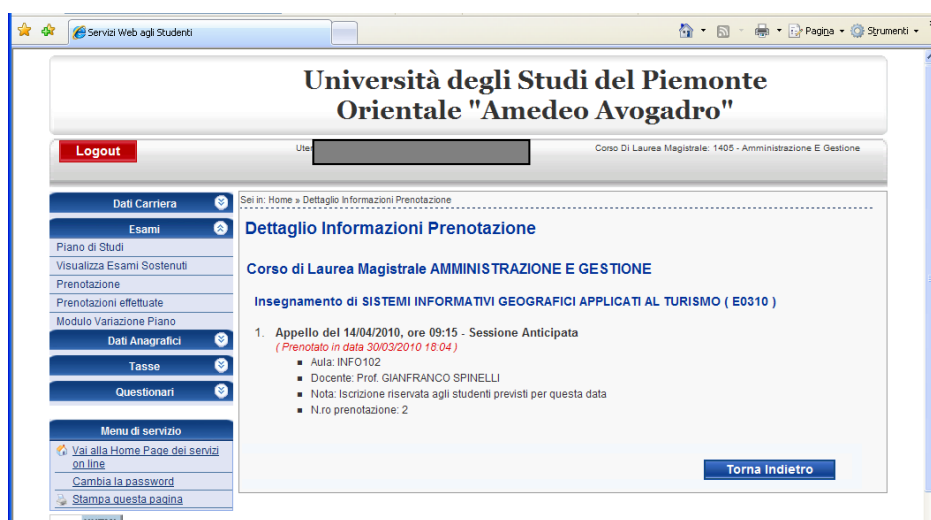 Servizi Web agli Studenti
Pagina
Strumenti
Università degli Studi del Piemonte
Orientale "Amedeo Avogadro"
Logout
Corso Di Laurea Magistrale: 1405 - Amministrazione E Gestione
Dati Carriera
Esami
Piano di Studi
Visualizza Esami Sostenuti
Prenotazione
Prenotazioni effettuate
Modulo Variazione Piano
Dati Anagrafici
Tasse
Questionari
Menu di servizio
Vai alla Home Page dei servizi
on line
Cambia la password
Stampa questa pagina
Sei in: Home » Dettaglio Informazioni Prenotazione
Dettaglio Informazioni Prenotazione
Corso di Laurea Magistrale AMMINISTRAZIONE E GESTIONE
Insegnamento di SISTEMI INFORMATIVI GEOGRAFICI APPLICATI AL TURISMO ( E0310 )
1. Appello del 14/04/2010, ore 09:15 - Sessione Anticipata
( Prenotato in data 30/03/2010 18:04 )
Aula: INFO102
Docente: Prof. GIANFRANCO SPINELLI
Nota: Iscrizione riservata agli studenti previsti per questa data
N.ro prenotazione: 2
Torna Indietro